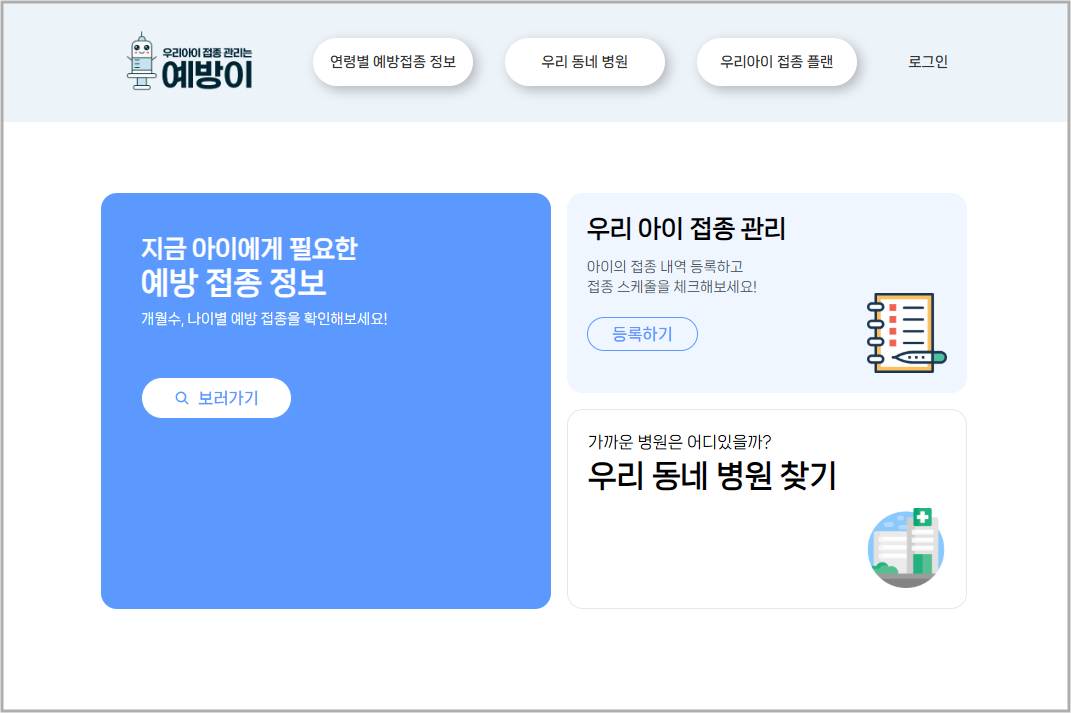 우리아이 접종 관리는
예방이
연령별 예방접종 정보
우리 동네 병원
우리아이 접종 플랜
로그인
지금 아이에게 필요한
예방 접종 정보
개월수, 나이별 예방 접종을 확인해보세요!
보러가기
우리 아이 접종 관리
아이의 접종 내역 등록하고
접종 스케줄을 체크해보세요!
등록하기
가까운 병원은 어디있을까?
우리 동네 병원 찾기